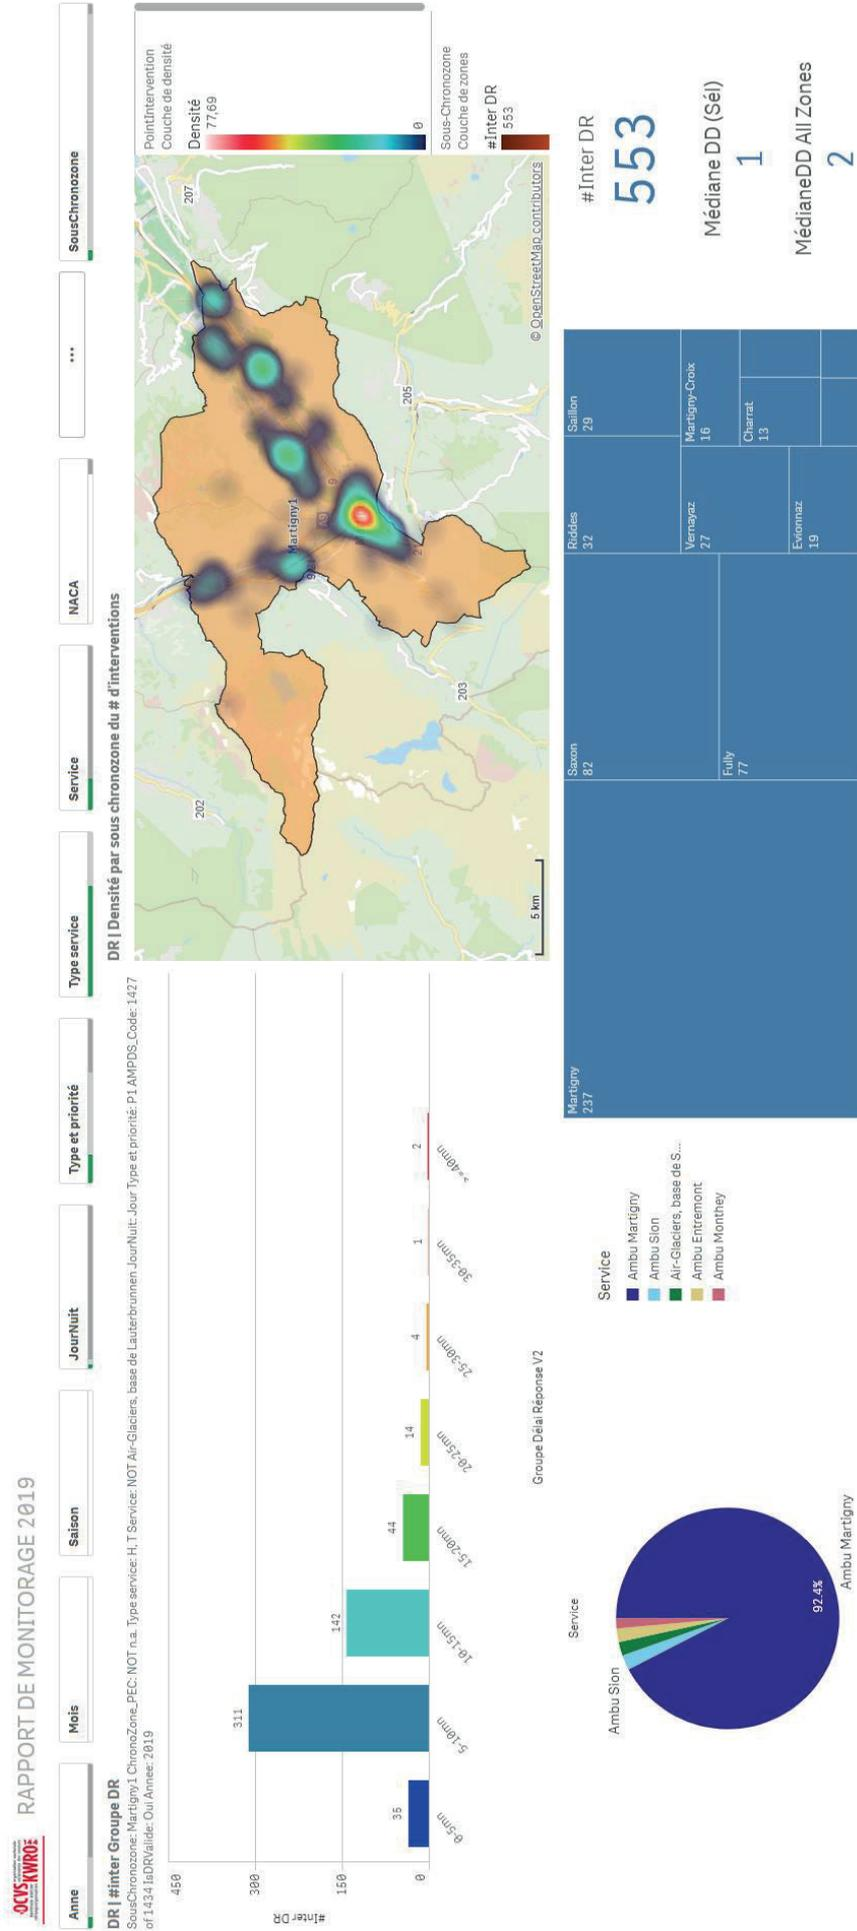 OCVS
KWRO
RAPPORT DE MONITORAGE 2019
Anne
Mois
Saison
JourNuit
Type et priorité
Type service
Service
NACA
...
SousChronozone
DR | #inter Groupe DR
SousChronozone: Martigny1 ChronoZone_PEC: NOT n.a. Type service: H, T Service: NOT Air-Glaciers, base de Lauterbrunnen JourNuit: Jour Type et priorité: P1 AMPDS_Code: 1427
of 1434 IsDRValide: Oui Annee: 2019
#Inter DR
450
300
150
0
35
311
142
44
14
4
1
2
0-5mn
5-10mn
10-15mn
15-20mn
20-25mn
25-30mn
30-35mn
>=40mn
Groupe Délai Réponse V2
DR | Densité par sous chronozone du # d'interventions
202
203
205
207
Martigny1
A9
9
9
21
2
5 km
© OpenStreetMap contributors
PointIntervention
Couche de densité
Densité
77,69
0
Sous-Chronozone
Couche de zones
#Inter DR
553
Service
Ambu Sion
92.4%
Ambu Martigny
Service
Ambu Martigny
Ambu Sion
Air-Glaciers, base de S...
Ambu Entremont
Ambu Monthey
Martigny
237
Saxon
82
Fully
77
Riddes
32
Saillon
29
Vernayaz
27
Evionnaz
19
Martigny-Croix
16
Charrat
13
#Inter DR
553
Médiane DD (Sél)
1
MédianeDD All Zones
2